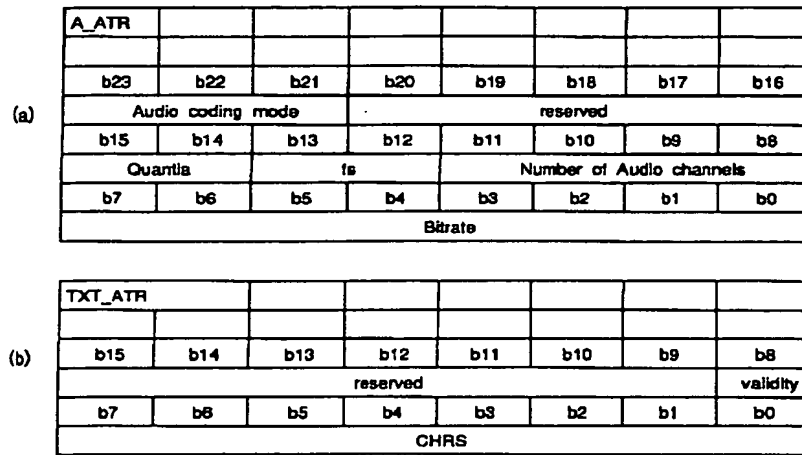 A_ATR
b23 b22 b21 b20 b19 b18 b17 b16
(a)
Audio coding mode reserved
b15 b14 b13 b12 b11 b10 b9 b8
Quantia fs Number of Audio channels
b7 b6 b5 b4 b3 b2 b1 b0
Bitrate
TXT_ATR
b15 b14 b13 b12 b11 b10 b9 b8
(b)
reserved validity
b7 b6 b5 b4 b3 b2 b1 b0
CHRS